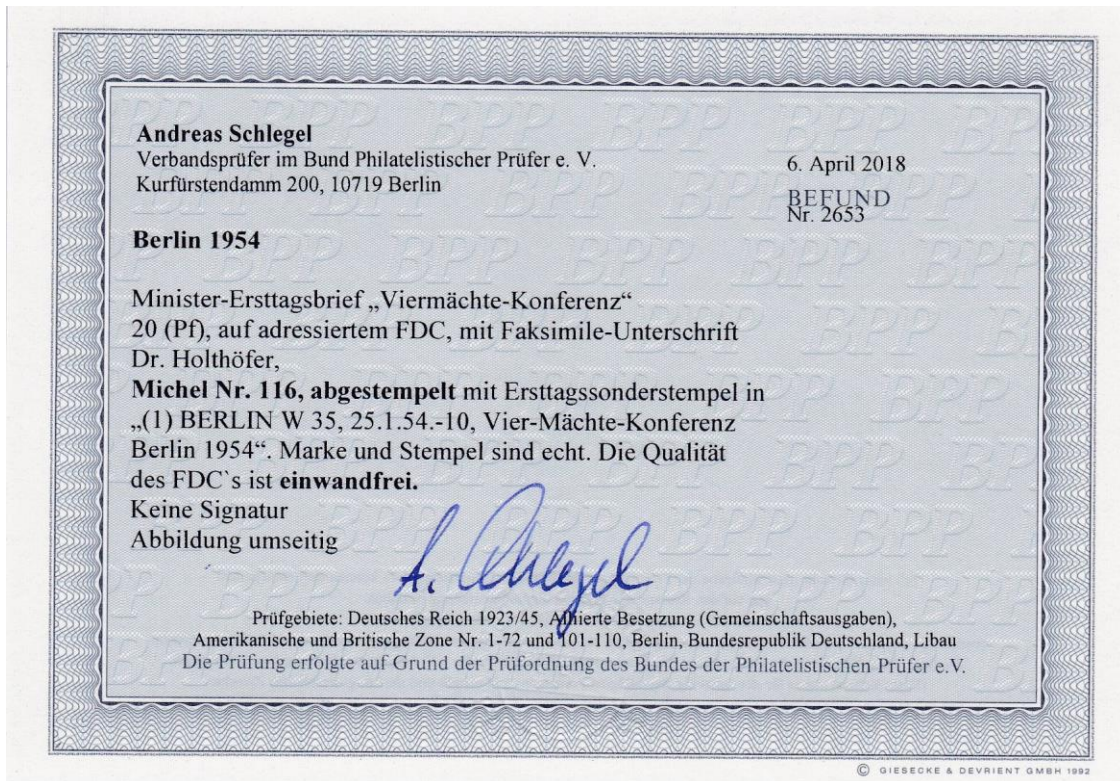 Andreas Schlegel
Verbandsprüfer im Bund Philatelistischer Prüfer e. V.
Kurfürstendamm 200, 10719 Berlin
6. April 2018
BEFUND
Nr. 2653
Berlin 1954
Minister-Ersttagsbrief „Viermächte-Konferenz“
20 (Pf), auf adressiertem FDC, mit Faksimile-Unterschrift
Dr. Holthöfer,
Michel Nr. 116, abgestempelt mit Ersttagssonderstempel in
„(1) BERLIN W 35, 25.1.54.-10, Vier-Mächte-Konferenz
Berlin 1954“. Marke und Stempel sind echt. Die Qualität
des FDC`s ist einwandfrei.
Keine Signatur
Abbildung umseitig
A. Schlegel
Prüfgebiete: Deutsches Reich 1923/45, Alliierte Besetzung (Gemeinschaftsausgaben),
Amerikanische und Britische Zone Nr. 1-72 und 101-110, Berlin, Bundesrepublik Deutschland, Libau
Die Prüfung erfolgte auf Grund der Prüfordnung des Bundes der Philatelistischen Prüfer e.V.
© GIESECKE & DEVRIENT GMBH 1992